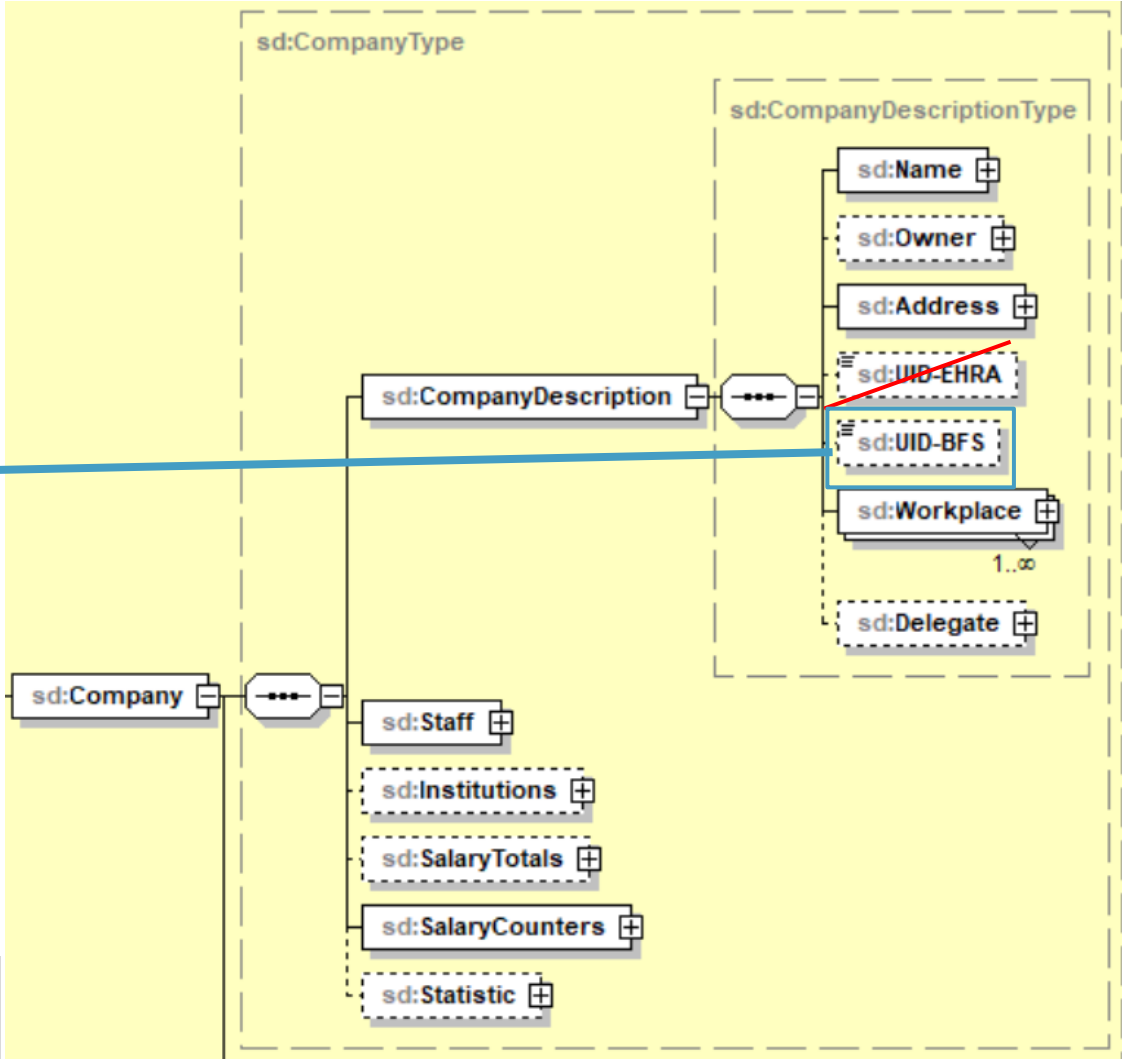 sd:CompanyType
sd:CompanyDescriptionType
sd:Name
sd:Owner
sd:Address
sd:UID-EHRA
sd:CompanyDescription
sd:UID-BFS
sd:Workplace
1..∞
sd:Delegate
sd:Company
sd:Staff
sd:Institutions
sd:SalaryTotals
sd:SalaryCounters
sd:Statistic